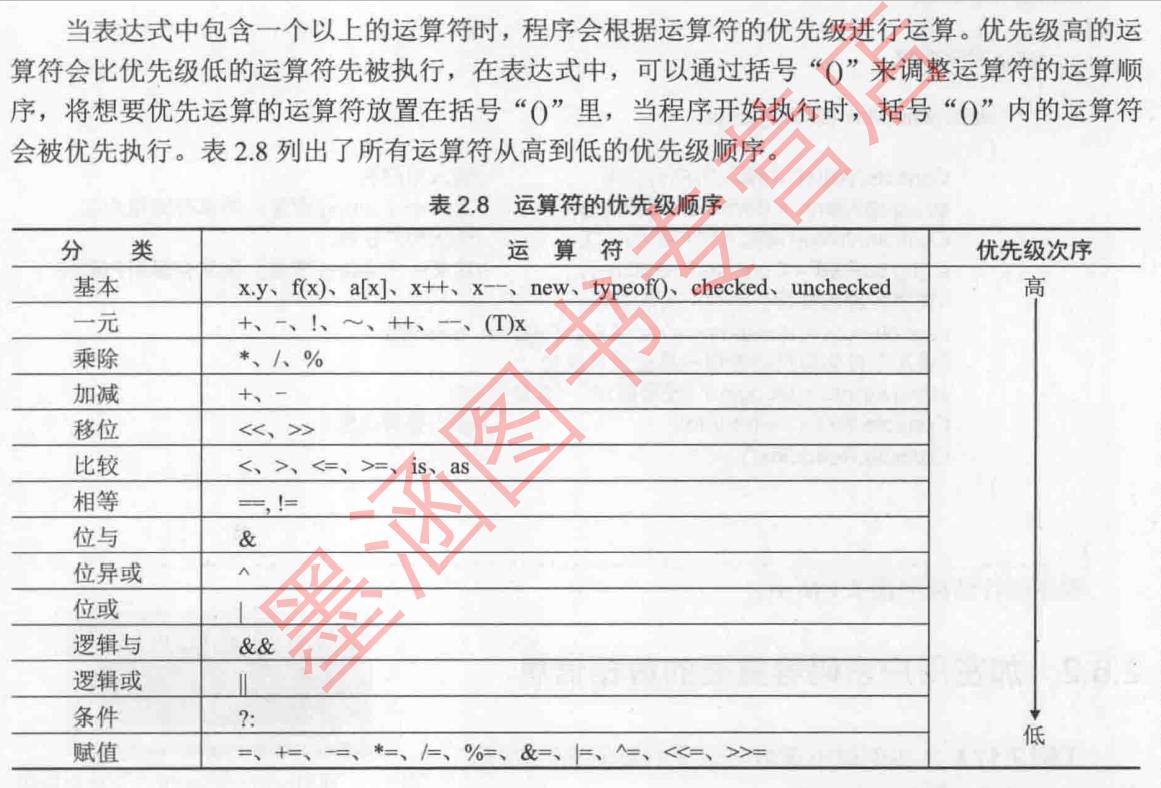 当表达式中包含一个以上的运算符时，程序会根据运算符的优先级进行运算。优先级高的运
算符会比优先级低的运算符先被执行，在表达式中，可以通过括号“()”来调整运算符的运算顺
序，将想要优先运算的运算符放置在括号“()”里，当程序开始执行时，括号“()”内的运算符
会被优先执行。表 2.8 列出了所有运算符从高到低的优先级顺序。
表 2.8 运算符的优先级顺序
分 类 运 算 符 优先级次序
基本 x.y、f(x)、a[x]、x++、x--、new、typeof()、checked、unchecked 高
一元 +、-、!、～、++、--、(T)x
乘除 *、/、%
加减 +、-
移位 <<、>>
比较 <、>、<=、>=、is、as
相等 ==, !=
位与 &
位异或 ^
位或 |
逻辑与 &&
逻辑或 ||
条件 ?:
赋值 =、+=、-=、*=、/=、%=、&=、|=、^=、<<=、>>= 低
墨涵图书专营店